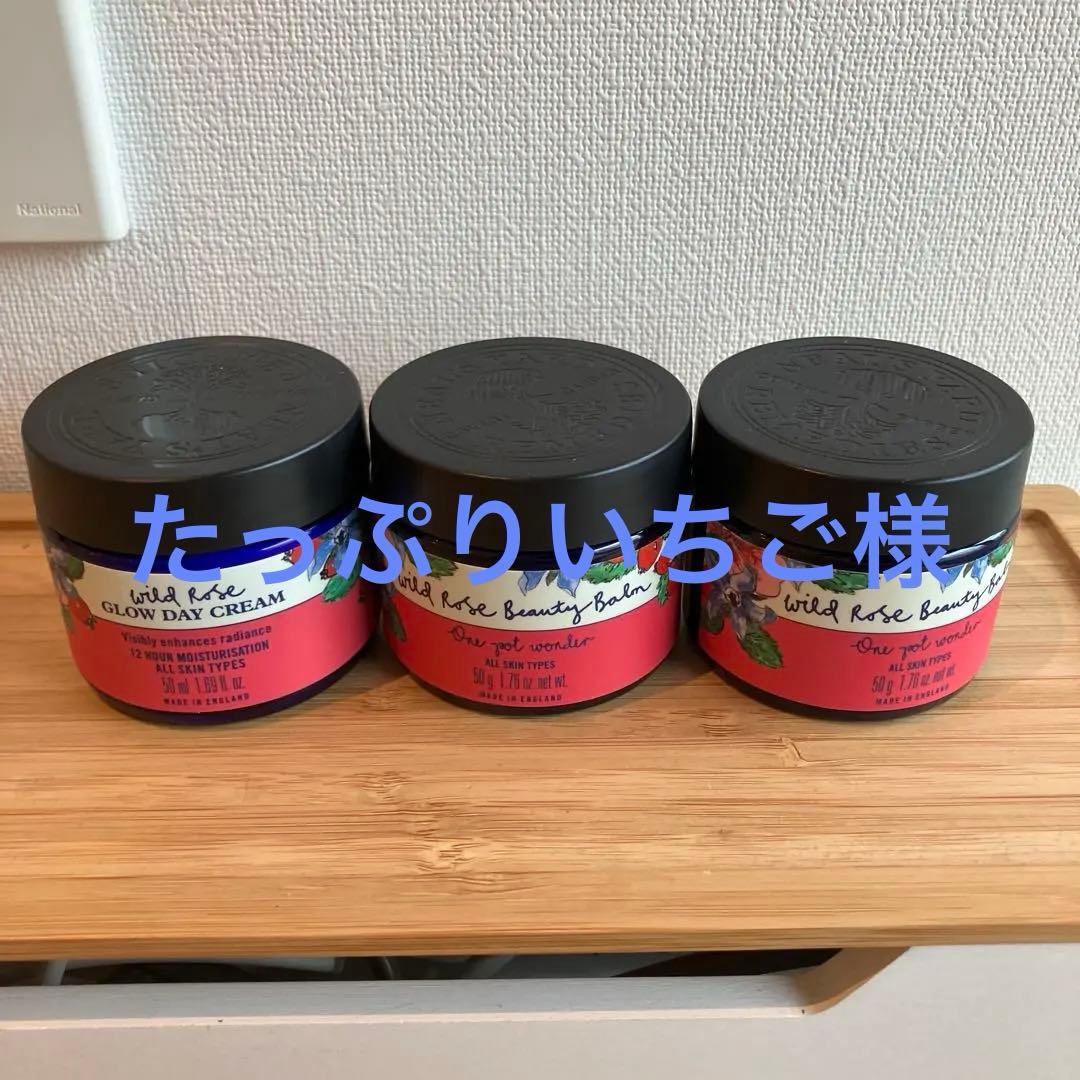 National
たっぷりいちご様
Wild Rose
GLOW DAY CREAM
Visibly enhances radiance
12 HOUR MOISTURISATION
ALL SKIN TYPES
50 ml 1.69 fl. oz.
MADE IN ENGLAND
Wild Rose Beauty Balm
One pot wonder
ALL SKIN TYPES
50 g 1.76 oz. net wt.
MADE IN ENGLAND
Wild Rose Beauty
One pot wonder
ALL SKIN TYPES
50 g 1.76 oz. net wt.
MADE IN ENGLAND